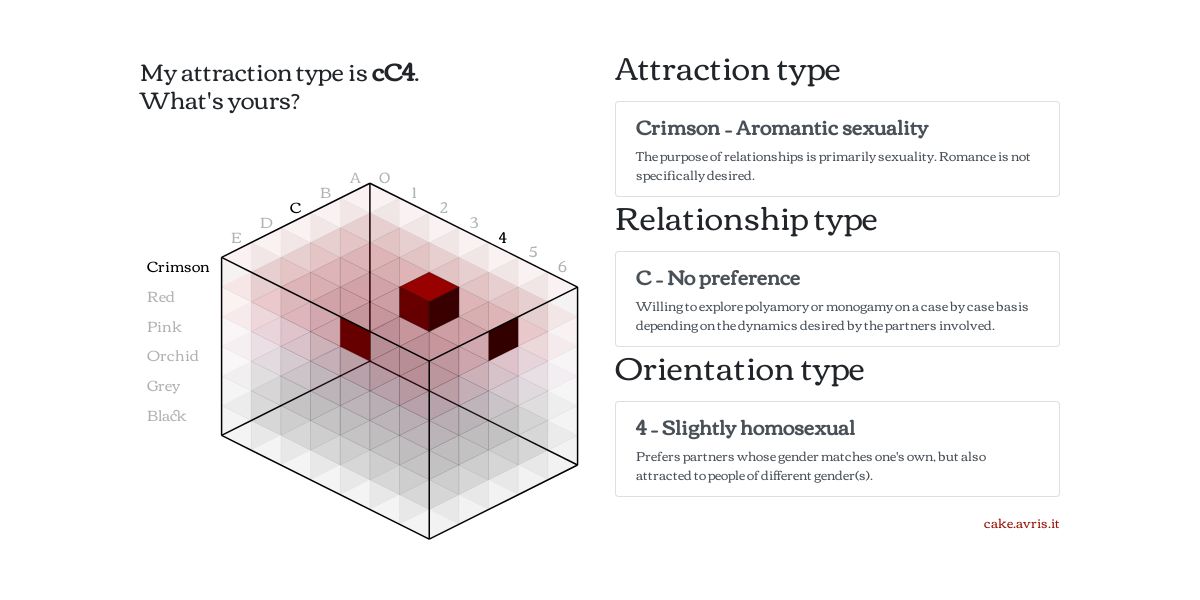 My attraction type is cC4.
What's yours?
A
O
B
1
C
2
D
3
E
4
5
6
Crimson
Red
Pink
Orchid
Grey
Black
Attraction type
Crimson - Aromantic sexuality
The purpose of relationships is primarily sexuality. Romance is not
specifically desired.
Relationship type
C - No preference
Willing to explore polyamory or monogamy on a case by case basis
depending on the dynamics desired by the partners involved.
Orientation type
4 - Slightly homosexual
Prefers partners whose gender matches one's own, but also
attracted to people of different gender(s).
cake.avris.it